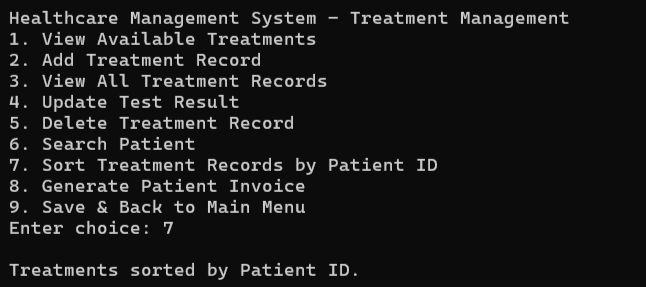 Healthcare Management System - Treatment Management
1. View Available Treatments
2. Add Treatment Record
3. View All Treatment Records
4. Update Test Result
5. Delete Treatment Record
6. Search Patient
7. Sort Treatment Records by Patient ID
8. Generate Patient Invoice
9. Save & Back to Main Menu
Enter choice: 7
Treatments sorted by Patient ID.